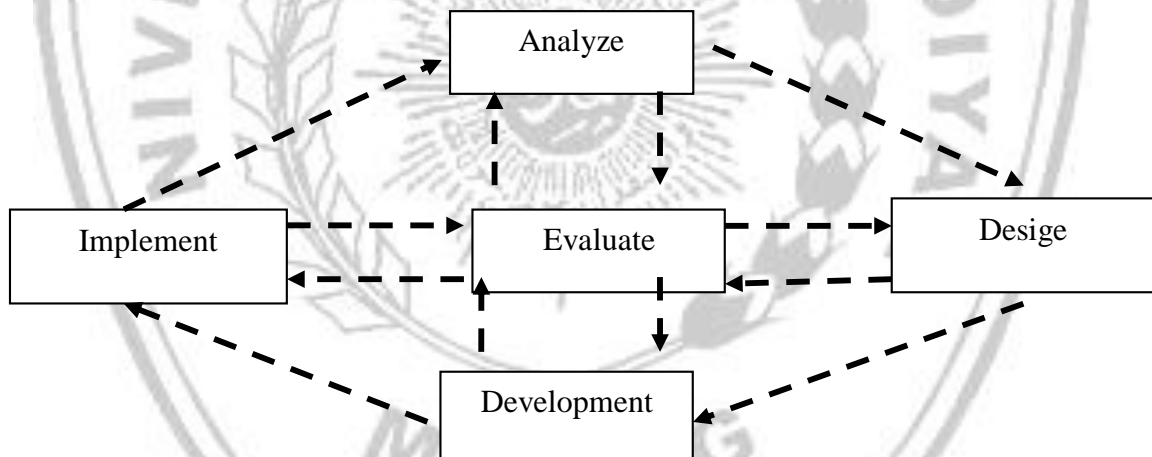 Analyze
Implement
Evaluate
Desige
Development